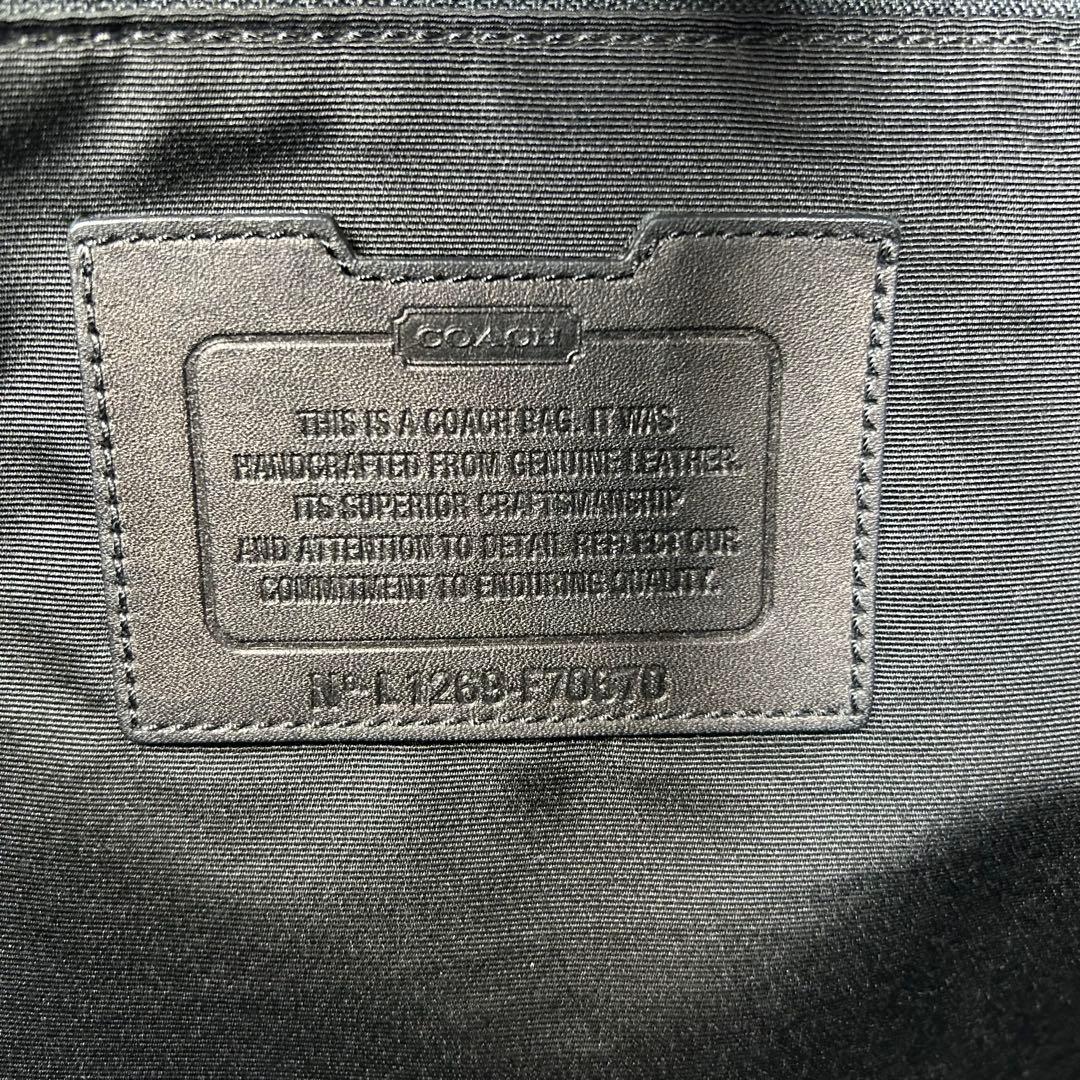 COACH
THIS IS A COACH BAG. IT WAS
HANDCRAFTED FROM GENUINE LEATHER.
ITS SUPERIOR CRAFTSMANSHIP
AND ATTENTION TO DETAIL REFLECT OUR
COMMITMENT TO ENDURING QUALITY.
Nº L1269-F70670